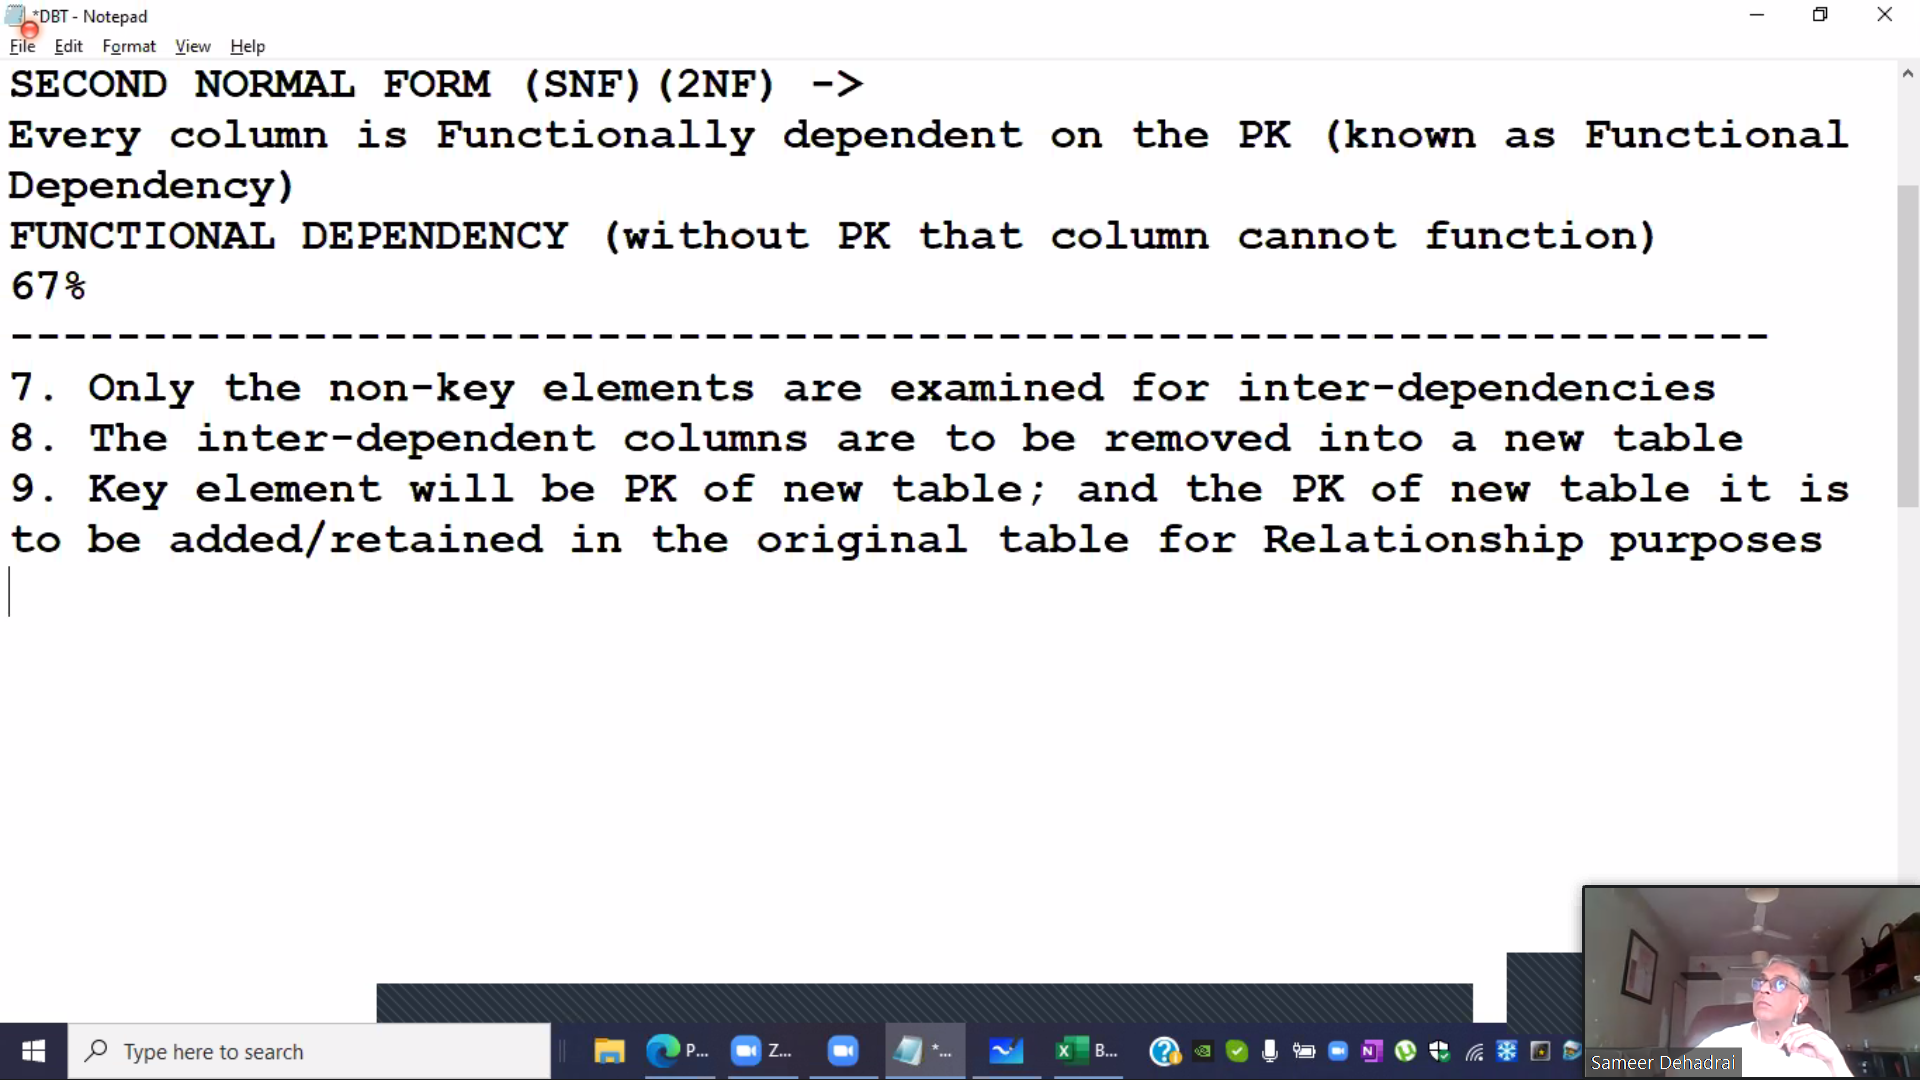 *DBT - Notepad
File Edit Format View Help
SECOND NORMAL FORM (SNF)(2NF) ->
Every column is Functionally dependent on the PK (known as Functional
Dependency)
FUNCTIONAL DEPENDENCY (without PK that column cannot function)
67%
------------------------------------------------------------------
7. Only the non-key elements are examined for inter-dependencies
8. The inter-dependent columns are to be removed into a new table
9. Key element will be PK of new table; and the PK of new table it is
to be added/retained in the original table for Relationship purposes
Type here to search
P... Z... *... B...
Sameer Dehadrai